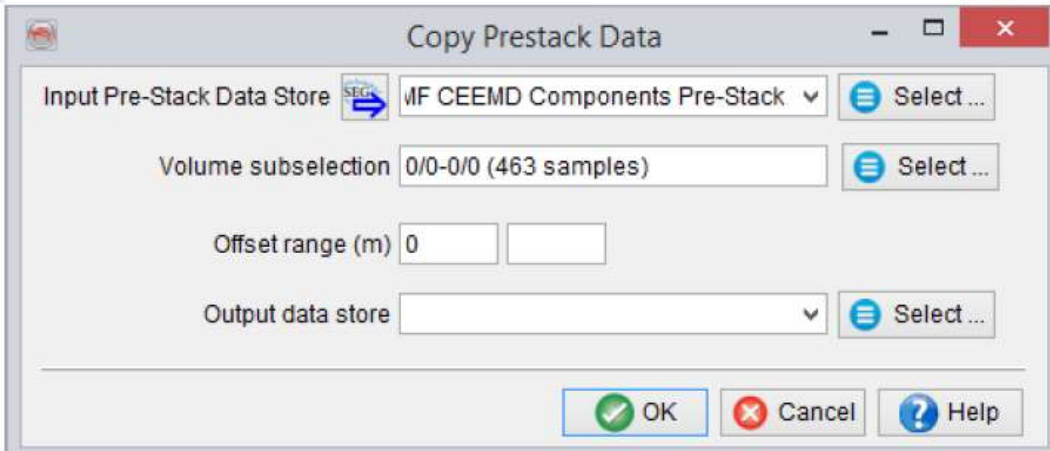 Copy Prestack Data
Input Pre-Stack Data Store SEG MF CEEMD Components Pre-Stack Select ...
Volume subselection 0/0-0/0 (463 samples) Select ...
Offset range (m) 0
Output data store Select ...
OK Cancel Help